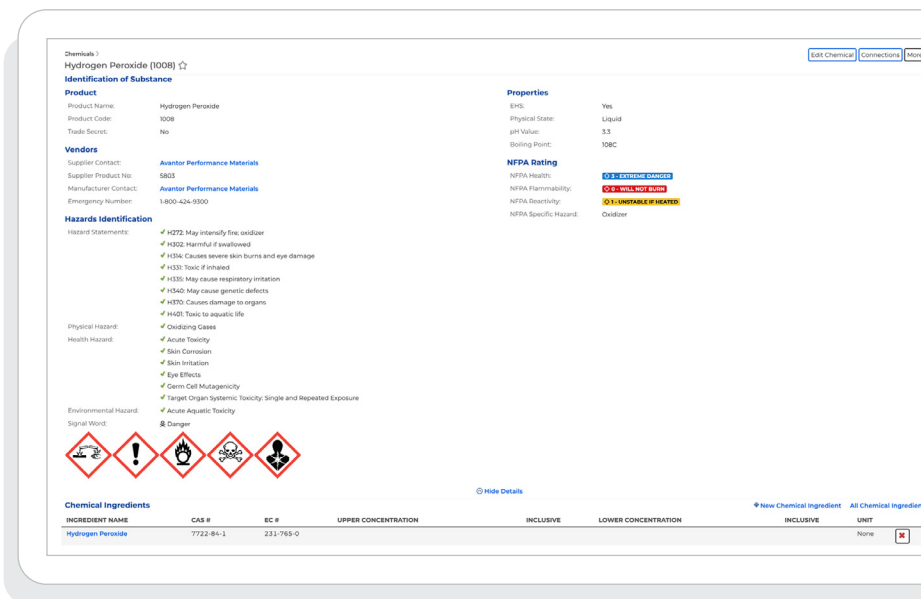 Chemicals >
Hydrogen Peroxide (1008)
Edit Chemical Connections More
Identification of Substance
Product
Product Name: Hydrogen Peroxide
Product Code: 1008
Trade Secret: No
Vendors
Supplier Contact: Avantor Performance Materials
Supplier Product No: 5803
Manufacturer Contact: Avantor Performance Materials
Emergency Number: 1-800-424-9300
Hazards Identification
Hazard Statements: H272: May intensify fire; oxidizer
H302: Harmful if swallowed
H314: Causes severe skin burns and eye damage
H331: Toxic if inhaled
H335: May cause respiratory irritation
H340: May cause genetic defects
H370: Causes damage to organs
H401: Toxic to aquatic life
Physical Hazard: Oxidizing Gases
Health Hazard: Acute Toxicity
Skin Corrosion
Skin Irritation
Eye Effects
Germ Cell Mutagenicity
Target Organ Systemic Toxicity: Single and Repeated Exposure
Environmental Hazard: Acute Aquatic Toxicity
Signal Word: Danger
Properties
EHS: Yes
Physical State: Liquid
pH Value: 3.3
Boiling Point: 108C
NFPA Rating
NFPA Health: 3 - EXTREME DANGER
NFPA Flammability: 0 - WILL NOT BURN
NFPA Reactivity: 1 - UNSTABLE IF HEATED
NFPA Specific Hazard: Oxidizer
Hide Details
Chemical Ingredients
New Chemical Ingredient All Chemical Ingredien
INGREDIENT NAME CAS # EC # UPPER CONCENTRATION INCLUSIVE LOWER CONCENTRATION INCLUSIVE UNIT
Hydrogen Peroxide 7722-84-1 231-765-0 None